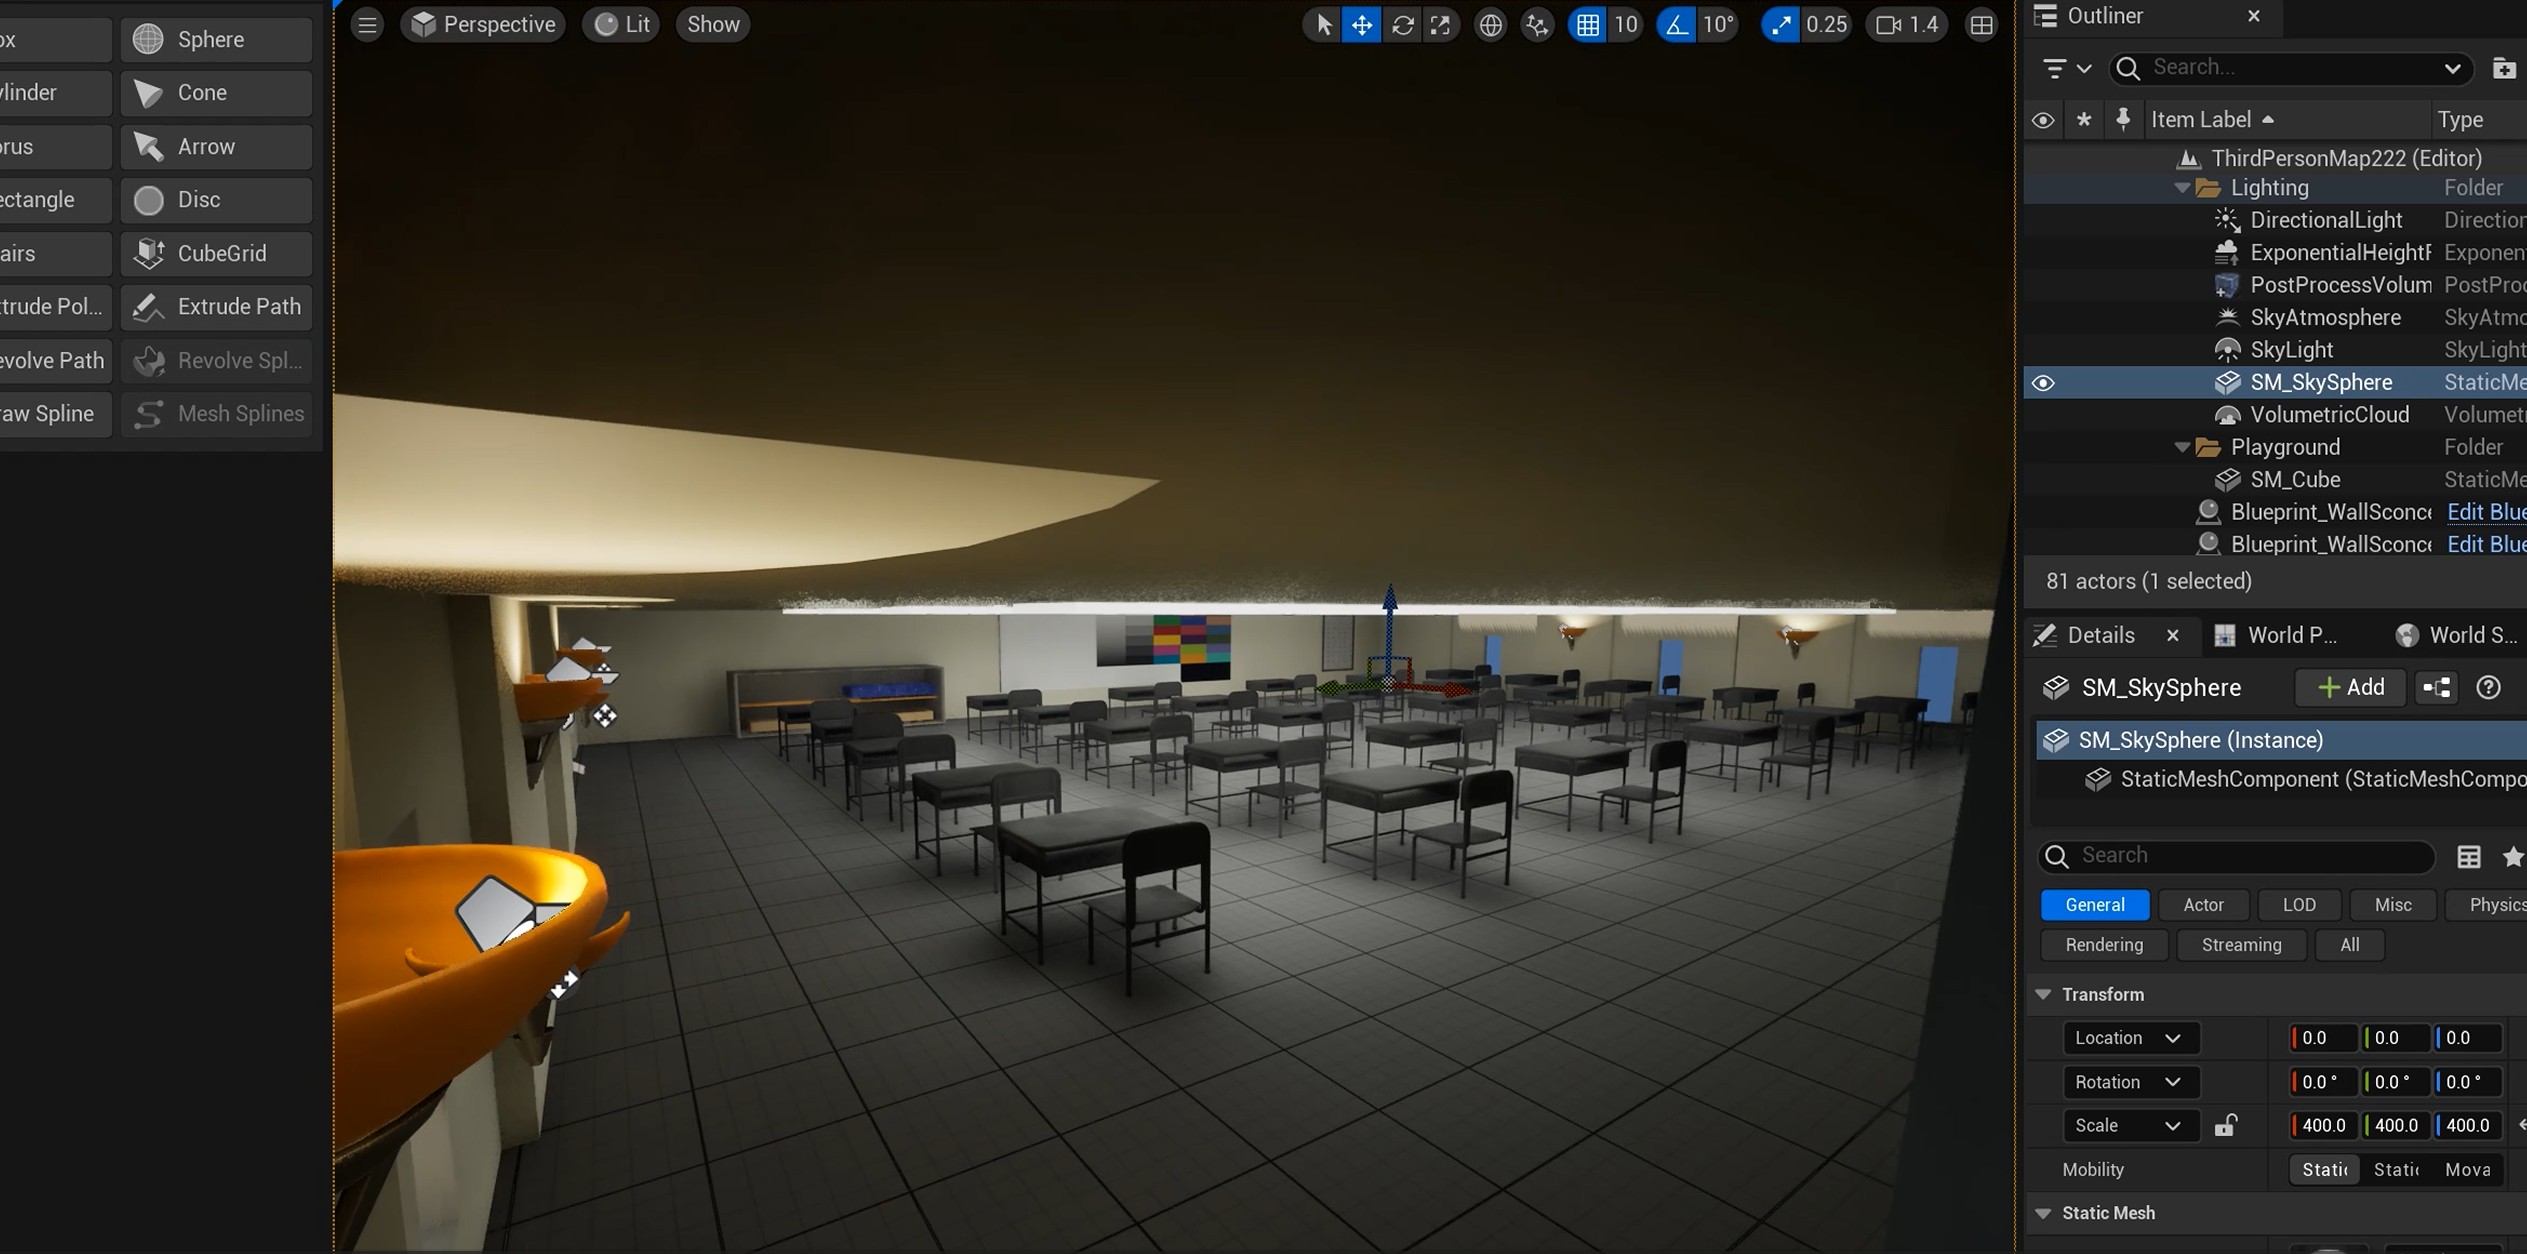 ox
Sphere
ylinder
Cone
orus
Arrow
ectangle
Disc
airs
CubeGrid
trude Pol...
Extrude Path
evolve Path
Revolve Spl...
raw Spline
Mesh Splines
Perspective
Lit
Show
10
10°
0.25
1.4
Outliner
Search...
Item Label
Type
ThirdPersonMap222 (Editor)
Lighting
Folder
DirectionalLight
Direction
ExponentialHeightF
Exponen
PostProcessVolum
PostProc
SkyAtmosphere
SkyAtmo
SkyLight
SkyLight
SM_SkySphere
StaticMe
VolumetricCloud
Volumetr
Playground
Folder
SM_Cube
StaticMe
Blueprint_WallSconce
Edit Blue
Blueprint_WallSconce
Edit Blue
81 actors (1 selected)
Details
World P...
World S...
SM_SkySphere
Add
SM_SkySphere (Instance)
StaticMeshComponent (StaticMeshCompo
Search
General
Actor
LOD
Misc
Physics
Rendering
Streaming
All
Transform
Location
0.0
0.0
0.0
Rotation
0.0 °
0.0 °
0.0 °
Scale
400.0
400.0
400.0
Mobility
Static
Static
Mova
Static Mesh